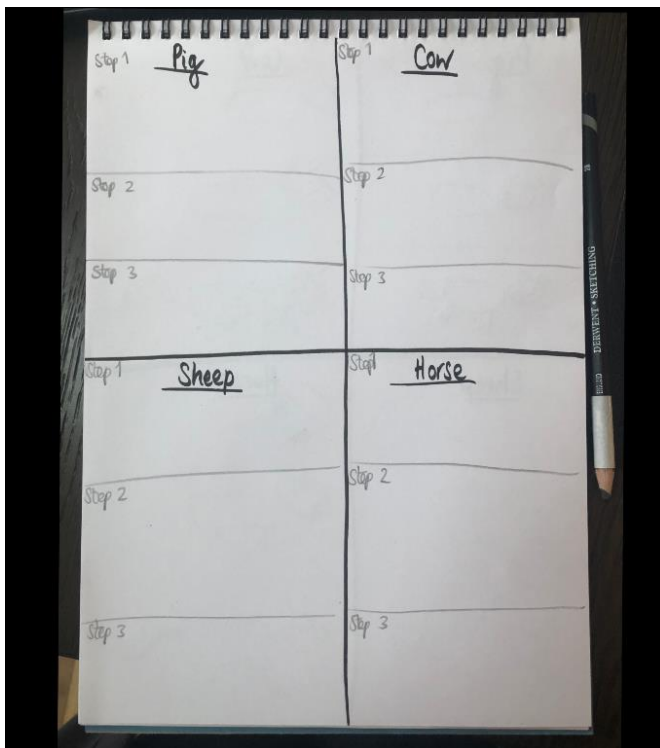 Pig
Step 1
Step 2
Step 3
Cow
Step 1
Step 2
Step 3
Sheep
Step 1
Step 2
Step 3
Horse
Step 1
Step 2
Step 3
DERWENT • SKETCHING